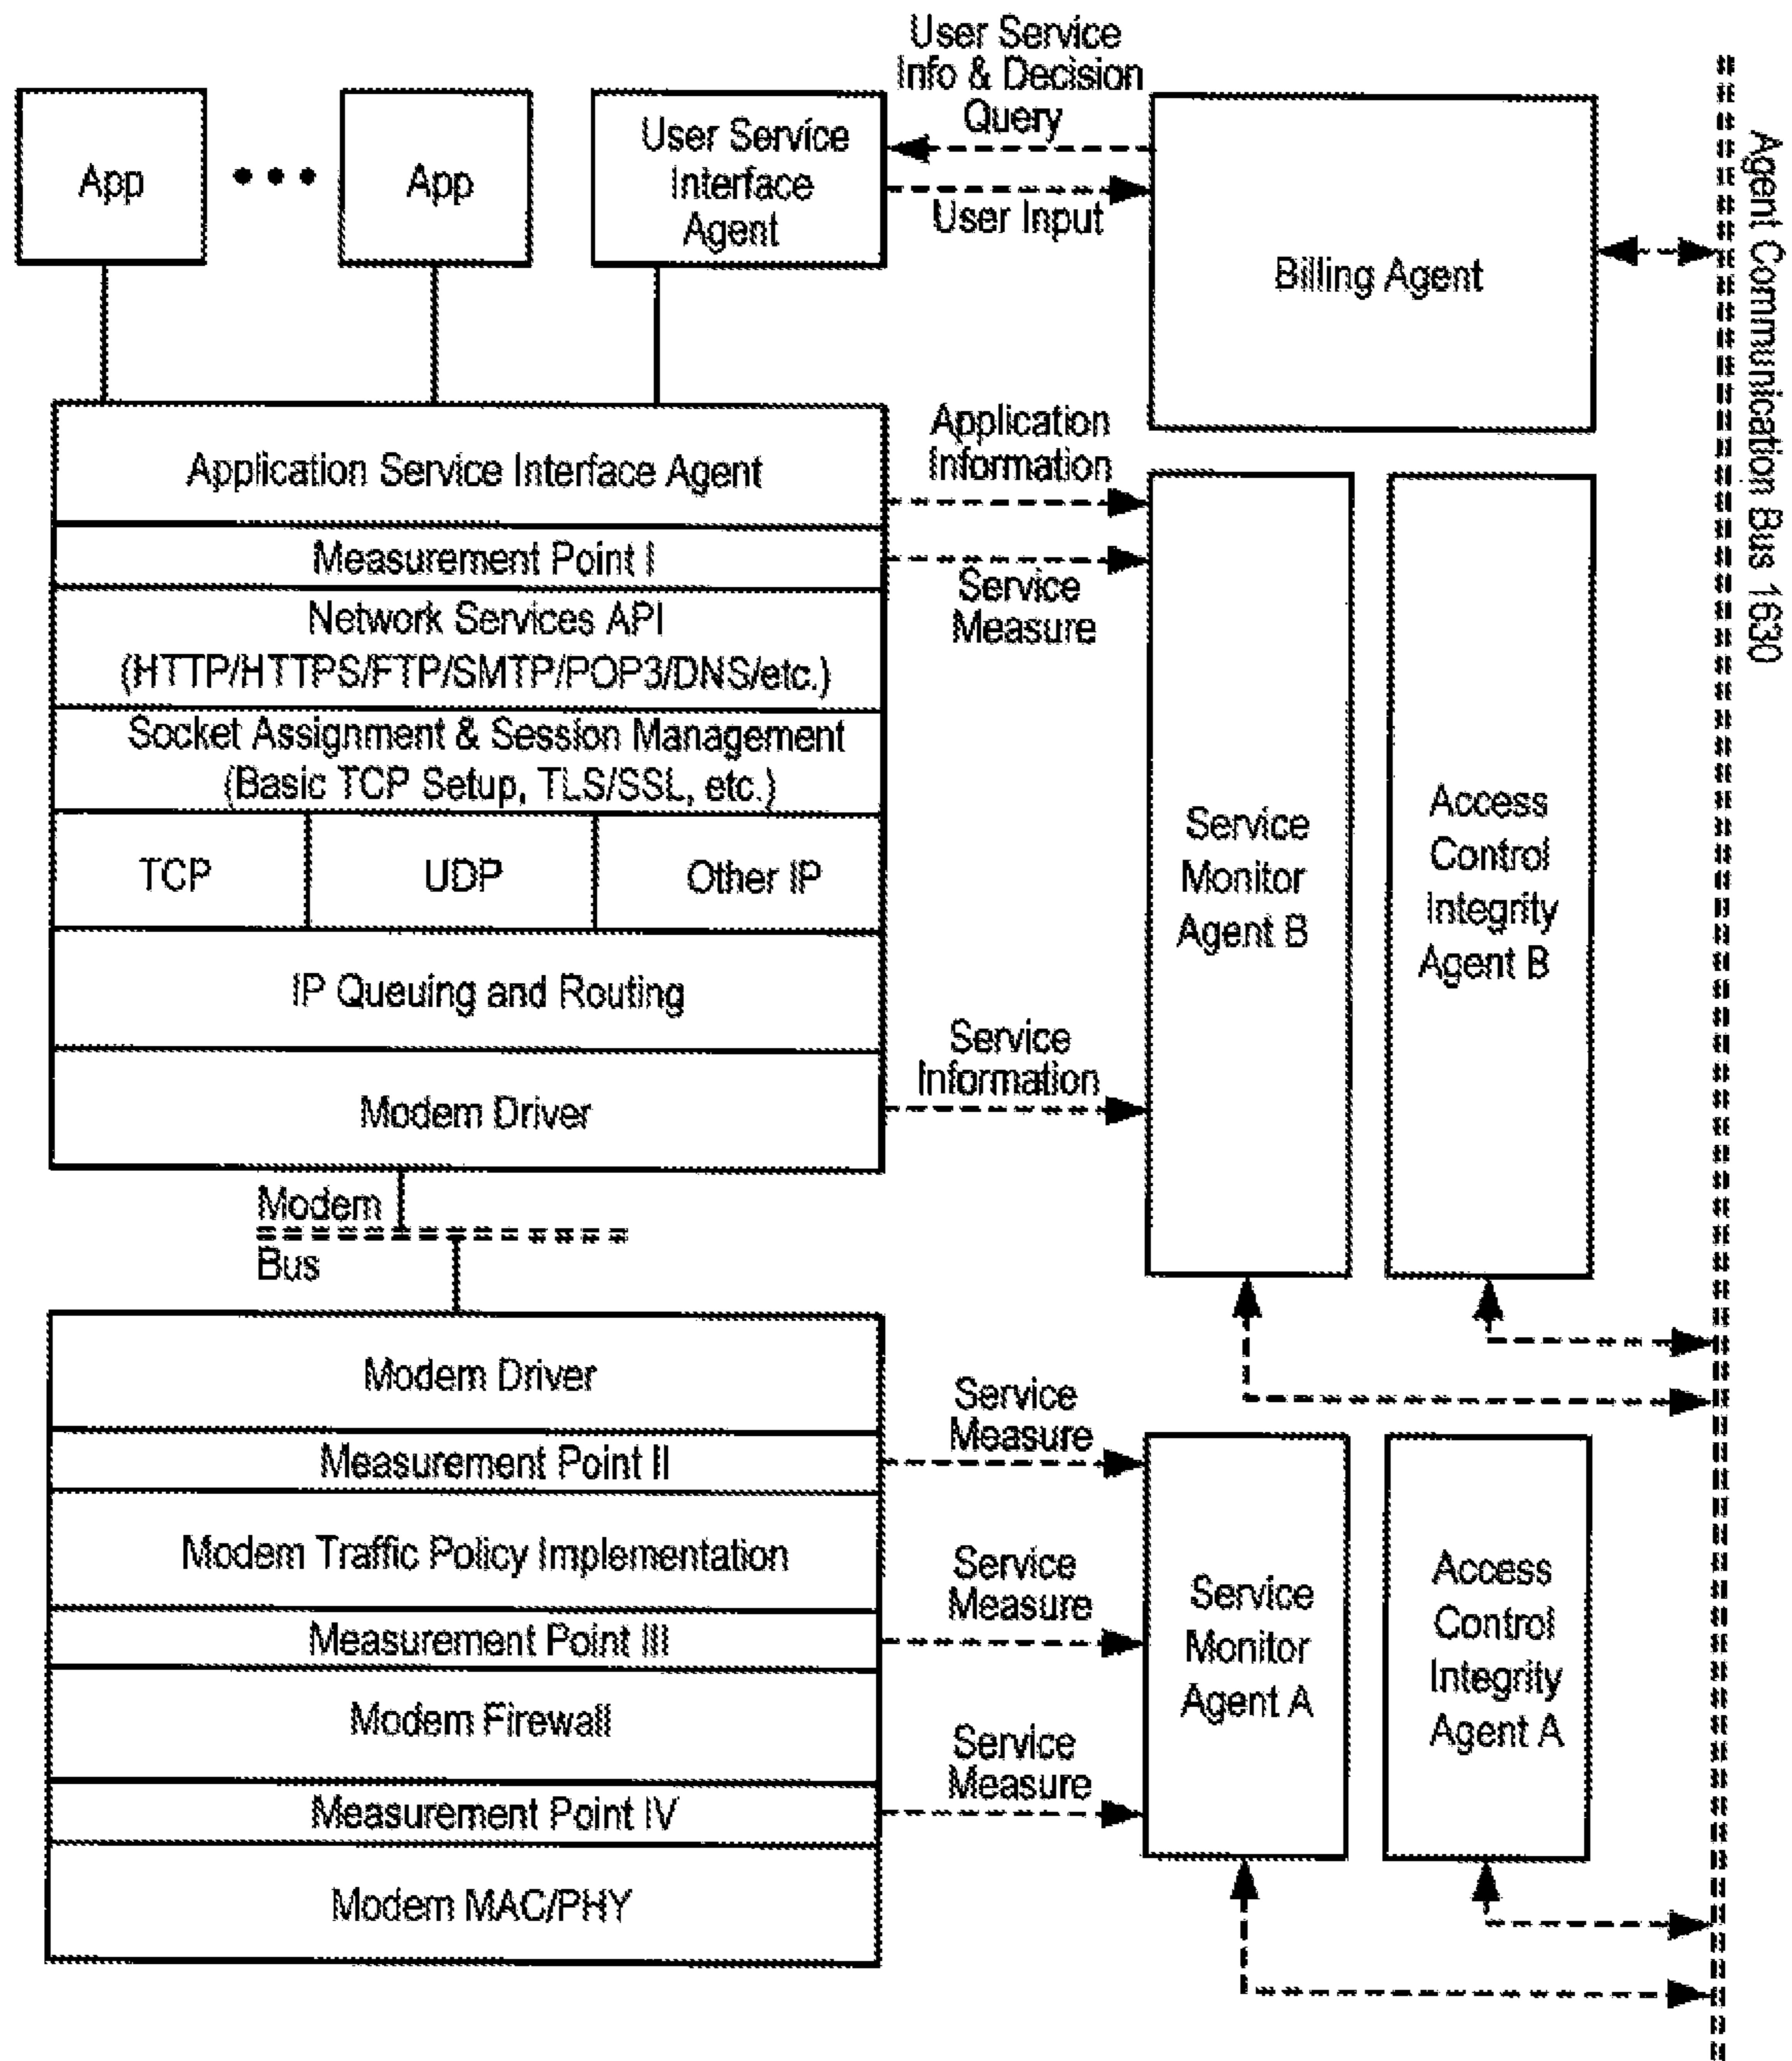 User Service
Info & Decision
Query
App
App
User Service
Interface
Agent
User Input
Billing Agent
Agent Communication Bus 1630
Application Service Interface Agent
Application
Information
Measurement Point I
Service
Measure
Network Services API
(HTTP/HTTPS/FTP/SMTP/POP3/DNS/etc.)
Socket Assignment & Session Management
(Basic TCP Setup, TLS/SSL, etc.)
TCP
UDP
Other IP
Service
Monitor
Agent B
Access
Control
Integrity
Agent B
IP Queuing and Routing
Service
Information
Modem Driver
Modem
Bus
Modem Driver
Service
Measure
Measurement Point II
Modem Traffic Policy Implementation
Service
Measure
Measurement Point III
Service
Monitor
Agent A
Access
Control
Integrity
Agent A
Modem Firewall
Service
Measure
Measurement Point IV
Modem MAC/PHY